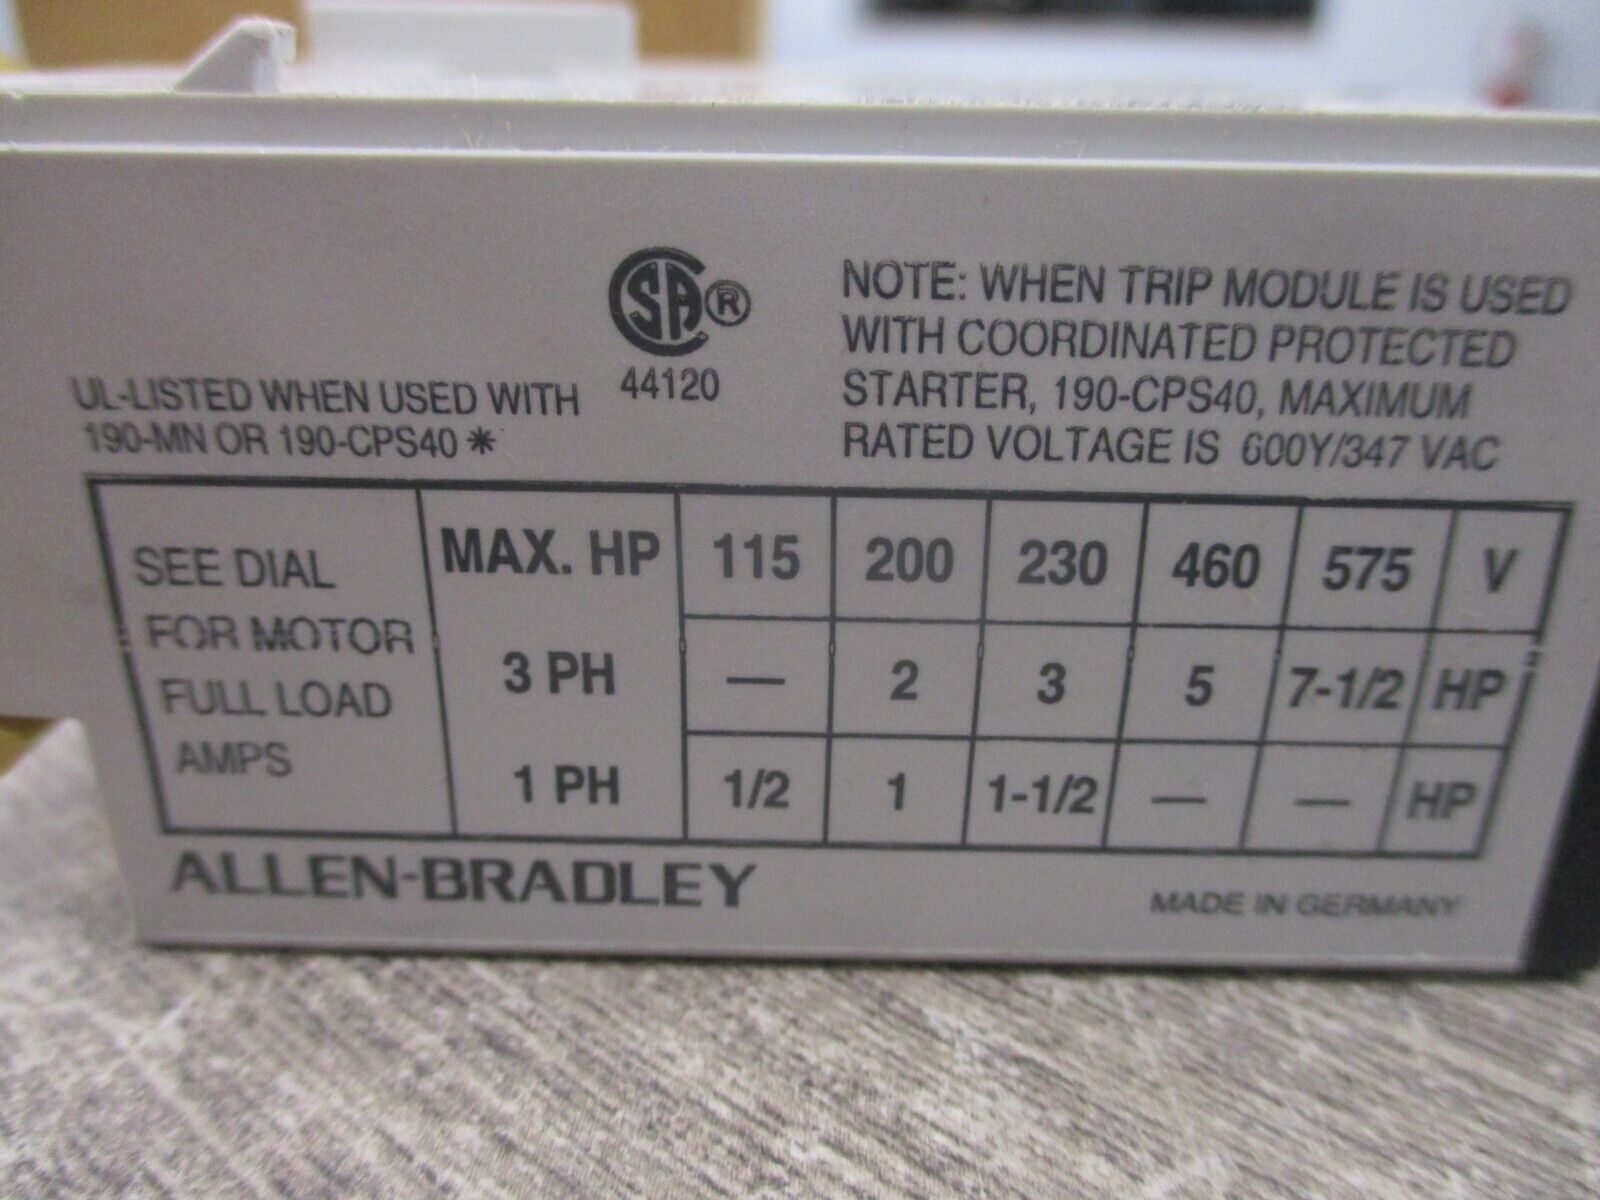 CSA®
44120
UL-LISTED WHEN USED WITH
190-MN OR 190-CPS40 *
NOTE: WHEN TRIP MODULE IS USED
WITH COORDINATED PROTECTED
STARTER, 190-CPS40, MAXIMUM
RATED VOLTAGE IS 600Y/347 VAC
SEE DIAL
FOR MOTOR
FULL LOAD
AMPS
MAX. HP 115 200 230 460 575 V
3 PH — 2 3 5 7-1/2 HP
1 PH 1/2 1 1-1/2 — — HP
ALLEN-BRADLEY
MADE IN GERMANY